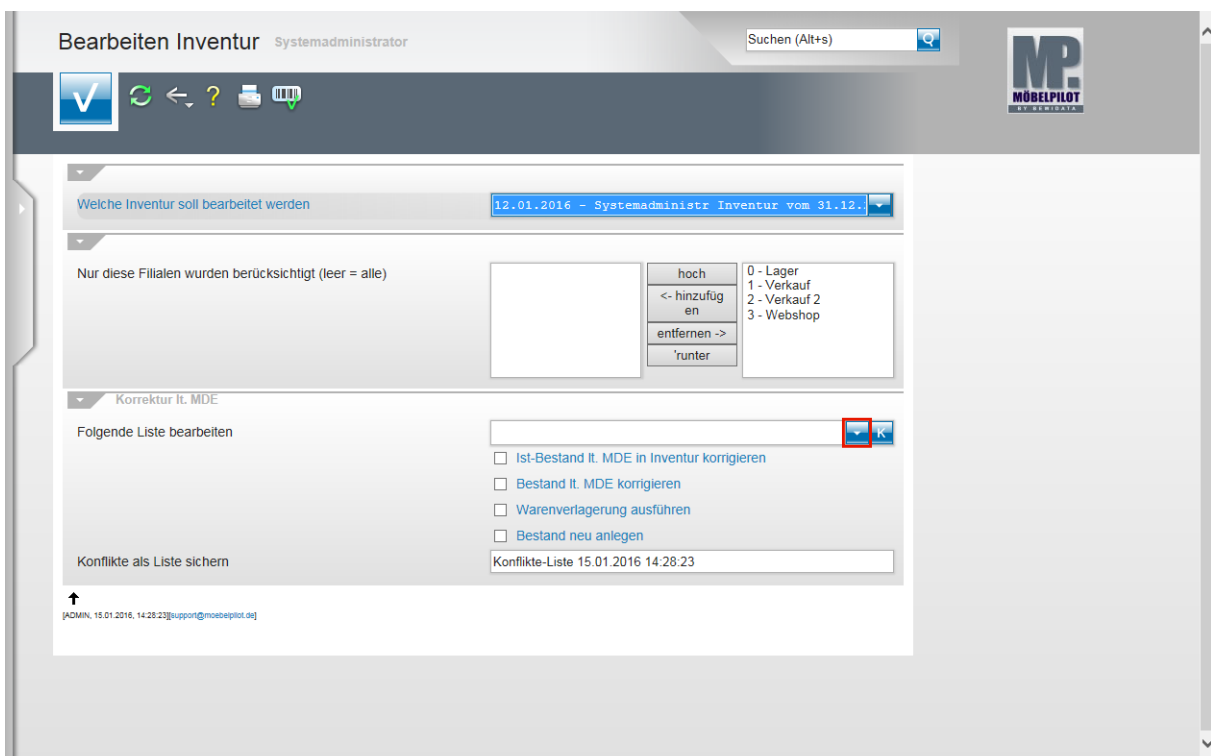 Bearbeiten Inventur Systemadministrator
Suchen (Alt+s)
MP.
MÖBELPILOT
BY BEMIDATA
?
Welche Inventur soll bearbeitet werden
12.01.2016 - Systemadministr Inventur vom 31.12.
Nur diese Filialen wurden berücksichtigt (leer = alle)
hoch
<- hinzufüg
en
entfernen ->
'runter
0 - Lager
1 - Verkauf
2 - Verkauf 2
3 - Webshop
Korrektur lt. MDE
Folgende Liste bearbeiten
K
Ist-Bestand lt. MDE in Inventur korrigieren
Bestand lt. MDE korrigieren
Warenverlagerung ausführen
Bestand neu anlegen
Konflikte als Liste sichern
Konflikte-Liste 15.01.2016 14:28:23
[ADMIN, 15.01.2016, 14:28:23][support@moebelpilot.de]